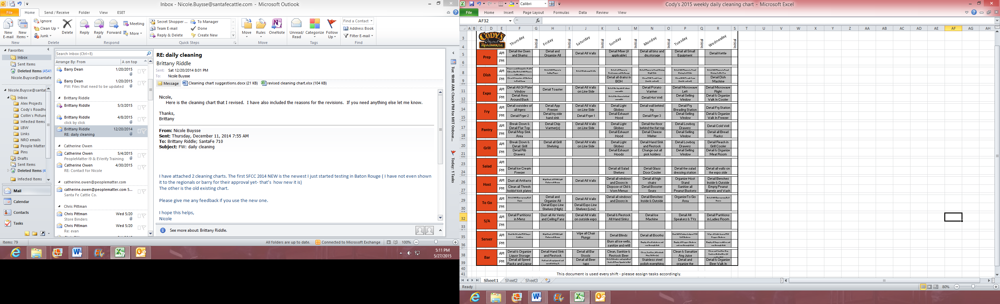 Inbox - Nicole.Buysse@santafecattle.com - Microsoft Outlook
File Home Send / Receive Folder View ESET
New E-mail
New Items
Ignore
Clean Up
Junk
Delete
Reply
Reply All
Forward
Meeting
More
Secret Shopper ...
Team E-mail
Reply & Delete
To Manager
Done
Create New
Move
Rules
OneNote
Unread/ Read
Categorize
Follow Up
Find a Contact
Address Book
Filter E-mail
New Delete Respond Quick Steps Move Tags Find
Favorites
Inbox
Sent Items
Deleted Items (4541
Nicole.Buysse@santafe
Nicole.Buysse@santaf
Inbox
Alex Projects
Cody's Roadh
Collin's Picture
Infected Items
LBW
Links
NRO emails
People Matter
Pins
Drafts
Sent Items
Deleted Items (4
Infected Items
Mail
Calendar
Contacts
Tasks
Search Inbox (Ctrl+E)
Arrange By: From A on top
Barry Dean 1/20/2015
Barry Dean 1/20/2015
FW: Files that need to be updated
Brittany Riddle
Brittany Riddle 5/3/2015
Brittany Riddle 4/8/2015
click by click
Brittany Riddle 12/20/2014
RE: daily cleaning
Catherine Owen
Catherine Owen 5/4/2015
PeopleMatter I9 & EVerify Training
Catherine Owen 4/30/2015
RE: Contact for Nicole
catherine.owen@peoplematter.com
catherine.owen@peoplematter.com 5...
Santa Fe Cattle Co.
Chris Pittman
Chris Pittman Wed 5/20
Store Binders
Chris Pittman Wed 5/20
Re: evan
RE: daily cleaning
Brittany Riddle
Sent: Sat 12/20/2014 8:01 PM
To: Nicole Buysse
Message Cleaning chart suggestions.docx (21 KB) revised cleaning chart.xlsx (104 KB)
Nicole,
Here is the cleaning chart that I revised. I have also included the reasons for the revisions. If you need anything else let me know.
Thanks,
Brittany
From: Nicole Buysse
Sent: Thursday, December 11, 2014 7:55 AM
To: Brittany Riddle; SantaFe 710
Subject: FW: daily cleaning
I have attached 2 cleaning charts. The first SFCC 2014 NEW is the newest I just started testing in Baton Rouge ( I have not even shown
it to the regionals or barry for their approval yet- that's how new it is)
The other is the old existing chart.
Please give me any feedback if you use the new one.
I hope this helps,
Nicole
See more about: Brittany Riddle.
Tue 10:00 AM: Check PM for MIT Onboar...
Today: 1 Tasks
Items: 79 All folders are up to date. Connected to Microsoft Exchange 100%
5:11 PM
5/27/2015
Cody's 2015 weekly daily cleaning chart - Microsoft Excel
Calibri
File Home Insert Page Layout Formulas Data Review View
AF32 fx
A B C D E F G H I J K L M N O P Q R S T U V W X Y Z AA AB AC AD AE AF AG AH
CODY'S Original ROADHOUSE
Thursday Initial Friday Initial Saturday Initial Sunday Initial Monday Initial Tuesday Initial Wednesday Initial
Prep
AM Detail the Oven and Shams Detail and Organize All Detail All Walls Detail Mixer (if applicable) Detail all bins and dry storage Detail all Small Equipment Detail Kettle
PM
Dish
AM
PM Detail all drains in BOH Detail Dish Machine
Expo
AM Detail All Of Plate Window Detail Toaster Detail All Walls on Line Side Detail Potato Warmer Detail Microwave Left Detail Microwave Right
PM Detail Area Around Back Detail Hot Well Detail Selling Window Detail & Organize Walk In Cooler
Fry
AM Detail outsides of all fryers Detail App Freezer Detail All Walls on Line Side Detail Light Globes Detail wall behind fry Detail Fry Breading Station Detail Fry Station
PM Detail Fryer 2 Detail fry side hand sink Detail Fryer 1 Detail Exhaust Hood Detail Fryer 3 Detail Selling Window Detail & Organize Walk In Freezer
Pantry
AM Break Down & Detail Flat Top Detail Chip Warmer(s) Detail All Walls on Line Side Detail Light Globes Detail the floor behind the flat top Detail Lowboy Drawers Detail Cold Well
PM Detail Mop Sink Area Detail Exhaust Hood Detail Cheese Melter Detail Selling Window Detail all Bread Racks
Grill
AM Break Down & Detail Grill Detail all Grill Shelving Detail All Walls on Line Side Detail Light Globes Detail Hand Sink and Restock Detail Lowboy Drawers Detail Reach in Grill Cooler
PM Detail Rib Drawers Detail Exhaust Hoods Change out all pick holders Detail Selling Window Detail & Organize Meat Room
Salad
AM
PM Detail Ice Cream Freezer Detail all Salad Shelves Detail Glass Door Cooler Detail the salad dressing station Detail all walls on the expo side
Host
AM Dust all Artifacts Detail All Walls Detail all windows and Doors in Detail all high chairs Organize Host Stand Detail Benches Inside & Outside
PM Clean all Thresh holds/ kick plates Dispose of Old & Worn Menus Detail Booster Seats Sanitize all Peanut Buckets Empty Peanut Barrels and Wash
To Go
AM Detail and Organize All Detail All Walls Detail all windows and Doors in Detail Benches Inside & Outside OrganizeTo Go Area
PM Detail Expo Line Shelves (High) Detail Expo Line Shelves (Low)
S/A
AM Detail Partitions in Mens Dust all Air Vents and Ceiling Fans Detail All Walls on outside expo Detail & Restock All Hand Sinks Detail Ice Machine Detail All Speakers & TVs Detail Partitions in Ladies Room
PM
Server
AM Wipe all Chair Rungs Detail Blinds Detail all Booths
PM Burn all ice wells, sanitize and refill
Bar
AM Detail & Organize Liquor Storage Detail Hand Sink and Restock Detail all Bar Stools Clean, Sanitize & Restock Beer Clean & Sanaitize Any Juice
PM Detail all Speed Racks and Liqour Detail all Beer taps Stainless steel polish everything Detail and organize the Detail & Organize Beer Walk In
This document is used every shift - please assign tasks accordingly.
Sheet1 Sheet2 Sheet3
Ready 80%